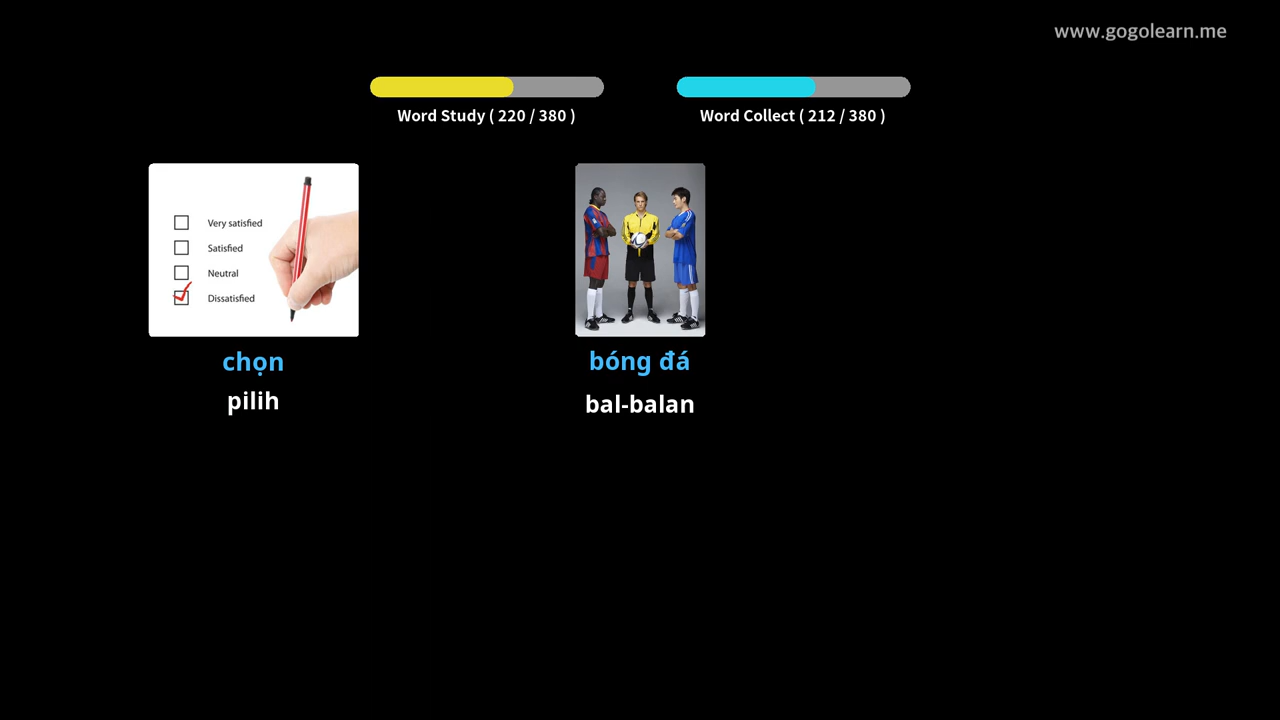 www.gogolearn.me
Word Study ( 220 / 380 )
Word Collect ( 212 / 380 )
Very satisfied
Satisfied
Neutral
Dissatisfied
chọn
pilih
bóng đá
bal-balan